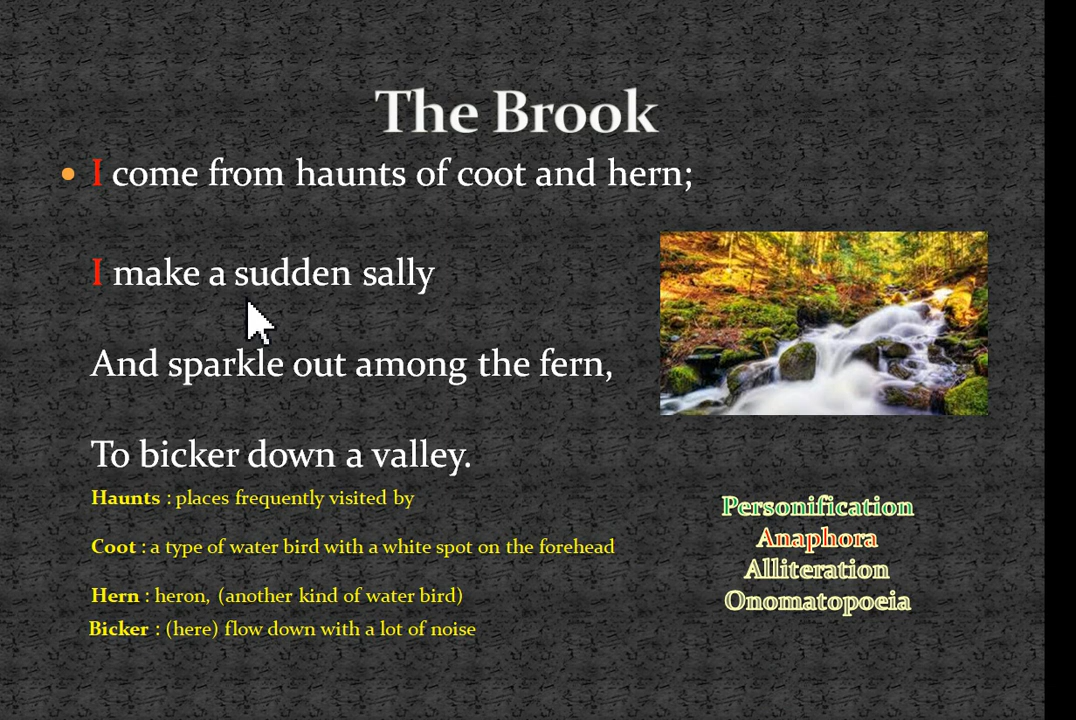 The Brook
• I come from haunts of coot and hern;
I make a sudden sally
And sparkle out among the fern,
To bicker down a valley.
Haunts : places frequently visited by
Coot : a type of water bird with a white spot on the forehead
Hern : heron, (another kind of water bird)
Bicker : (here) flow down with a lot of noise
Personification
Anaphora
Alliteration
Onomatopoeia